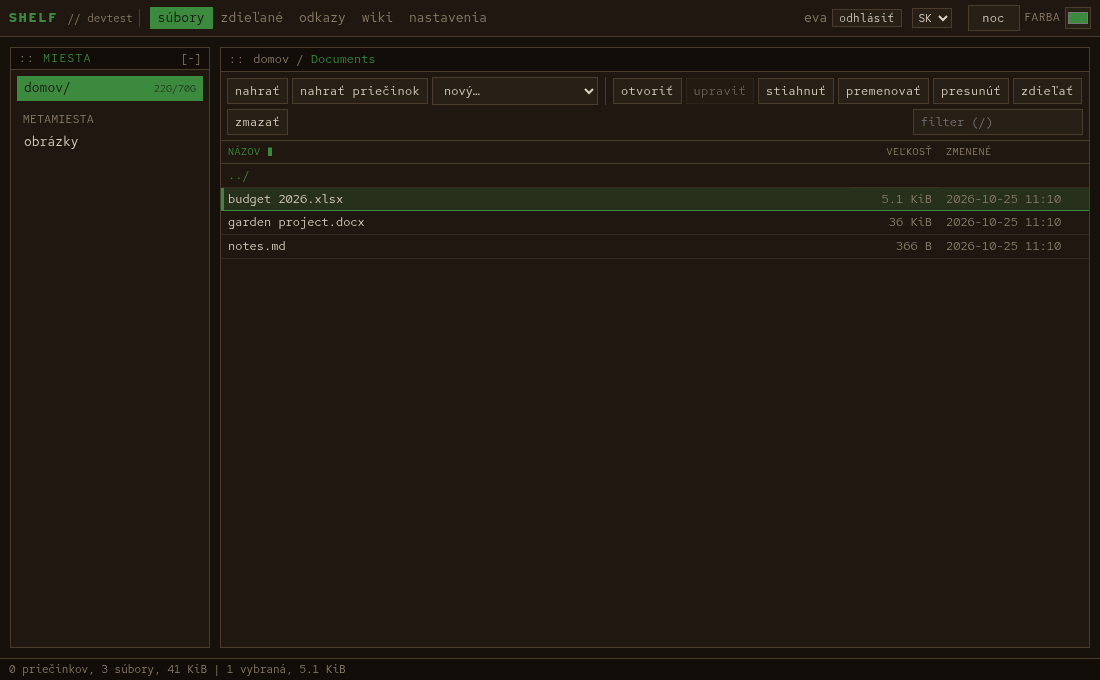 SHELF // devtest súbory zdieľané odkazy wiki nastavenia eva odhlásiť SK noc FARBA
:: MIESTA [-]
domov/ 22G/70G
METAMIESTA
obrázky
:: domov / Documents
nahrať nahrať priečinok nový… otvoriť upraviť stiahnuť premenovať presunúť zdieľať
zmazať filter (/)
NÁZOV VEĽKOSŤ ZMENENÉ
../
budget 2026.xlsx 5.1 KiB 2026-10-25 11:10
garden project.docx 36 KiB 2026-10-25 11:10
notes.md 366 B 2026-10-25 11:10
0 priečinkov, 3 súbory, 41 KiB | 1 vybraná, 5.1 KiB